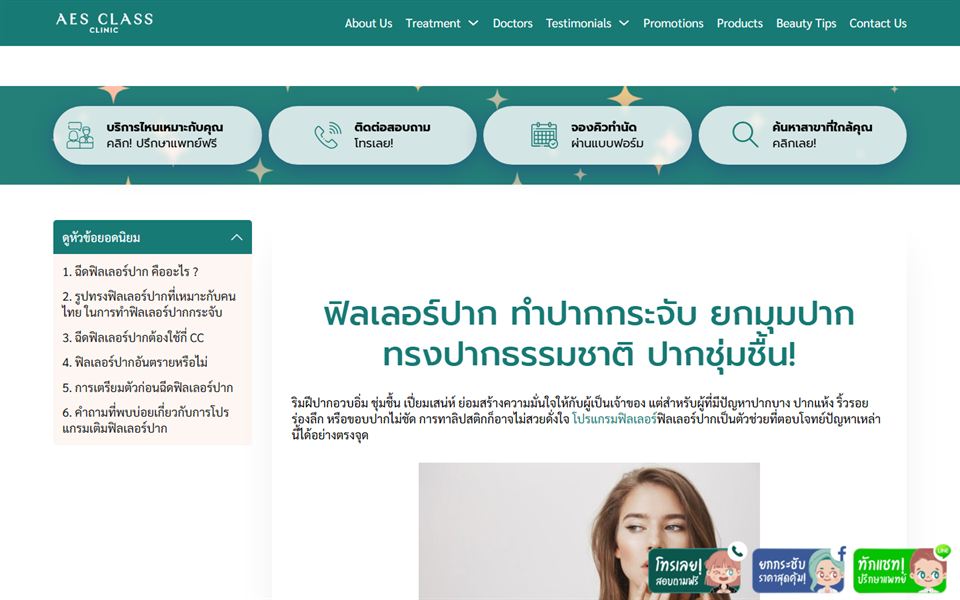 AES CLASS
CLINIC
About Us
Treatment
Doctors
Testimonials
Promotions
Products
Beauty Tips
Contact Us
บริการไหนเหมาะกับคุณ
คลิก! ปรึกษาแพทย์ฟรี
ติดต่อสอบถาม
โทรเลย!
จองคิวทำนัด
ผ่านแบบฟอร์ม
ค้นหาสาขาที่ใกล้คุณ
คลิกเลย!
ดูหัวข้อยอดนิยม
1. ฉีดฟิลเลอร์ปาก คืออะไร ?
2. รูปทรงฟิลเลอร์ปากที่เหมาะกับคน
ไทย ในการทำฟิลเลอร์ปากกระจับ
3. ฉีดฟิลเลอร์ปากต้องใช้กี่ CC
4. ฟิลเลอร์ปากอันตรายหรือไม่
5. การเตรียมตัวก่อนฉีดฟิลเลอร์ปาก
6. คำถามที่พบบ่อยเกี่ยวกับการโปร
แกรมเติมฟิลเลอร์ปาก
ฟิลเลอร์ปาก ทำปากกระจับ ยกมุมปาก
ทรงปากธรรมชาติ ปากชุ่มชื้น!
ริมฝีปากอวบอิ่ม ชุ่มชื้น เปี่ยมเสน่ห์ ย่อมสร้างความมั่นใจให้กับผู้เป็นเจ้าของ แต่สำหรับผู้ที่มีปัญหาปากบาง ปากแห้ง ริ้วรอย
ร่องลึก หรือขอบปากไม่ชัด การทาลิปสติกก็อาจไม่สวยดั่งใจ โปรแกรมฟิลเลอร์ฟิลเลอร์ปากเป็นตัวช่วยที่ตอบโจทย์ปัญหาเหล่า
นี้ได้อย่างตรงจุด
โทรเลย!
สอบถามฟรี
ยกกระชับ
ราคาสุดคุ้ม!
ทักแชท!
ปรึกษาแพทย์
LINE